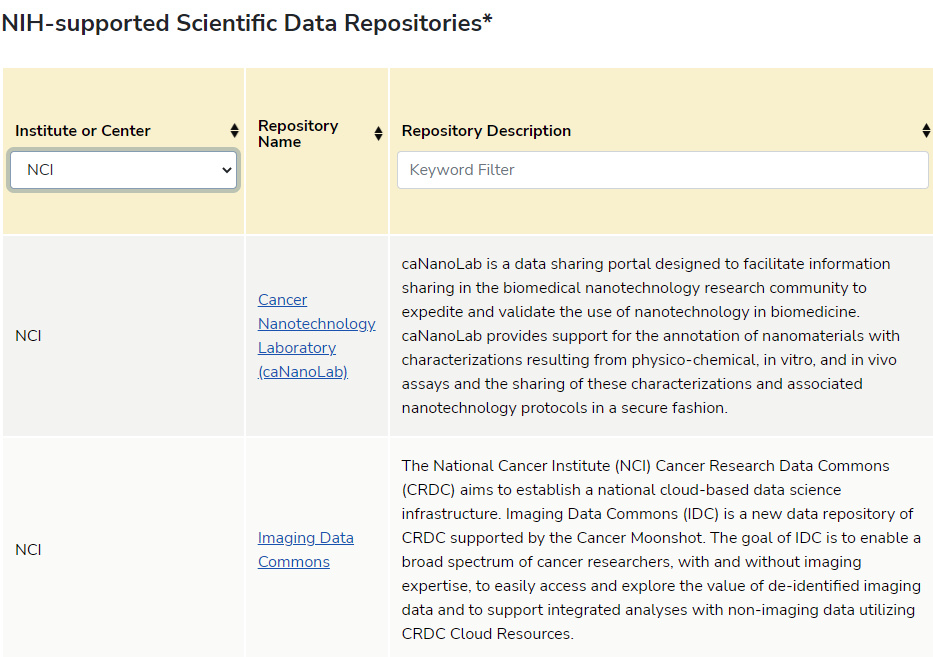 NIH-supported Scientific Data Repositories*
Institute or Center
Repository
Name
Repository Description
NCI
Keyword Filter
NCI
Cancer
Nanotechnology
Laboratory
(caNanoLab)
caNanoLab is a data sharing portal designed to facilitate information
sharing in the biomedical nanotechnology research community to
expedite and validate the use of nanotechnology in biomedicine.
caNanoLab provides support for the annotation of nanomaterials with
characterizations resulting from physico-chemical, in vitro, and in vivo
assays and the sharing of these characterizations and associated
nanotechnology protocols in a secure fashion.
NCI
Imaging Data
Commons
The National Cancer Institute (NCI) Cancer Research Data Commons
(CRDC) aims to establish a national cloud-based data science
infrastructure. Imaging Data Commons (IDC) is a new data repository of
CRDC supported by the Cancer Moonshot. The goal of IDC is to enable a
broad spectrum of cancer researchers, with and without imaging
expertise, to easily access and explore the value of de-identified imaging
data and to support integrated analyses with non-imaging data utilizing
CRDC Cloud Resources.